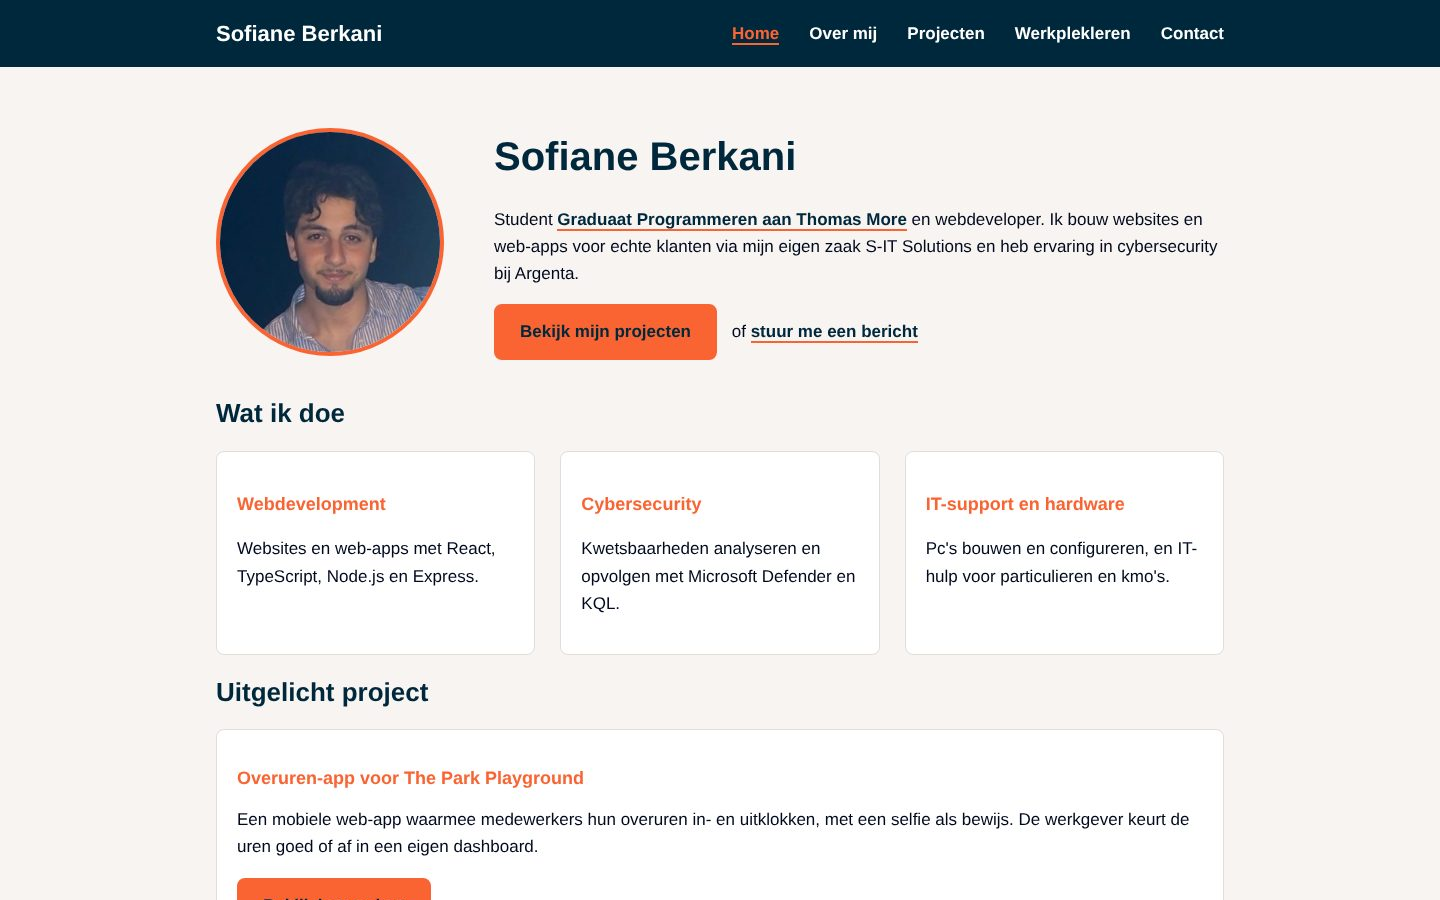 Sofiane Berkani
Home
Over mij
Projecten
Werkplekleren
Contact
Sofiane Berkani
Student Graduaat Programmeren aan Thomas More en webdeveloper. Ik bouw websites en
web-apps voor echte klanten via mijn eigen zaak S-IT Solutions en heb ervaring in cybersecurity
bij Argenta.
Bekijk mijn projecten
of stuur me een bericht
Wat ik doe
Webdevelopment
Websites en web-apps met React,
TypeScript, Node.js en Express.
Cybersecurity
Kwetsbaarheden analyseren en
opvolgen met Microsoft Defender en
KQL.
IT-support en hardware
Pc's bouwen en configureren, en IT-
hulp voor particulieren en kmo's.
Uitgelicht project
Overuren-app voor The Park Playground
Een mobiele web-app waarmee medewerkers hun overuren in- en uitklokken, met een selfie als bewijs. De werkgever keurt de
uren goed of af in een eigen dashboard.